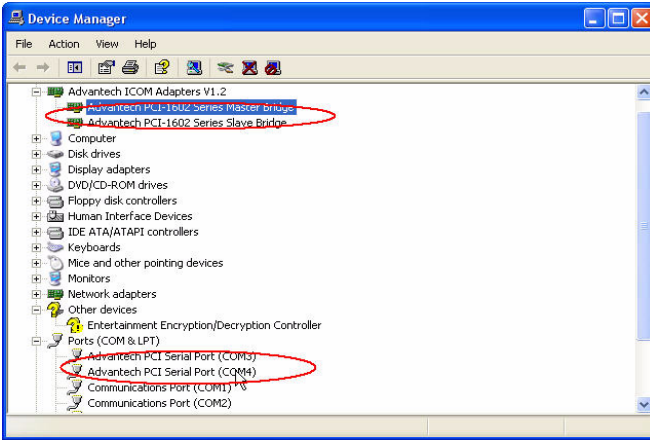 Device Manager
File Action View Help
Advantech ICOM Adapters V1.2
Advantech PCI-1602 Series Master Bridge
Advantech PCI-1602 Series Slave Bridge
Computer
Disk drives
Display adapters
DVD/CD-ROM drives
Floppy disk controllers
Human Interface Devices
IDE ATA/ATAPI controllers
Keyboards
Mice and other pointing devices
Monitors
Network adapters
Other devices
Entertainment Encryption/Decryption Controller
Ports (COM & LPT)
Advantech PCI Serial Port (COM3)
Advantech PCI Serial Port (COM4)
Communications Port (COM1)
Communications Port (COM2)